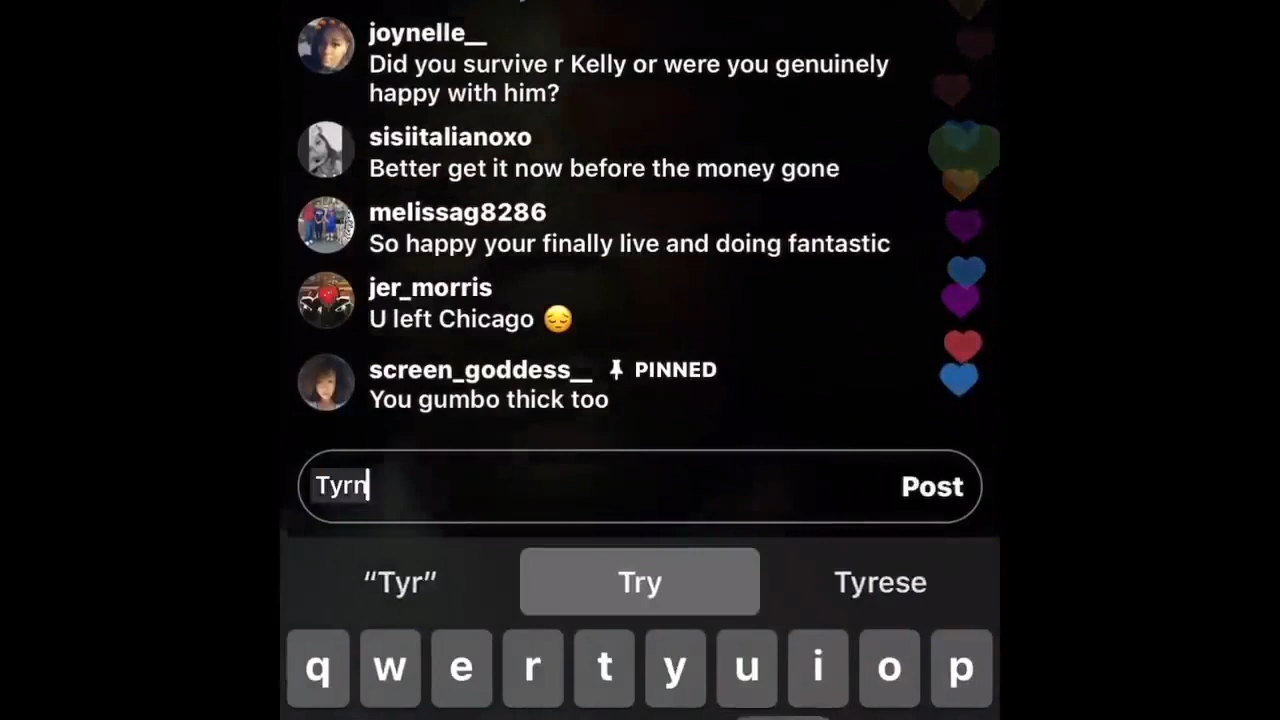 joynelle__
Did you survive r Kelly or were you genuinely
happy with him?
sisiitalianoxo
Better get it now before the money gone
melissag8286
So happy your finally live and doing fantastic
jer_morris
U left Chicago 😔
screen_goddess__ PINNED
You gumbo thick too
Tyrn Post
“Tyr” Try Tyrese
q w e r t y u i o p